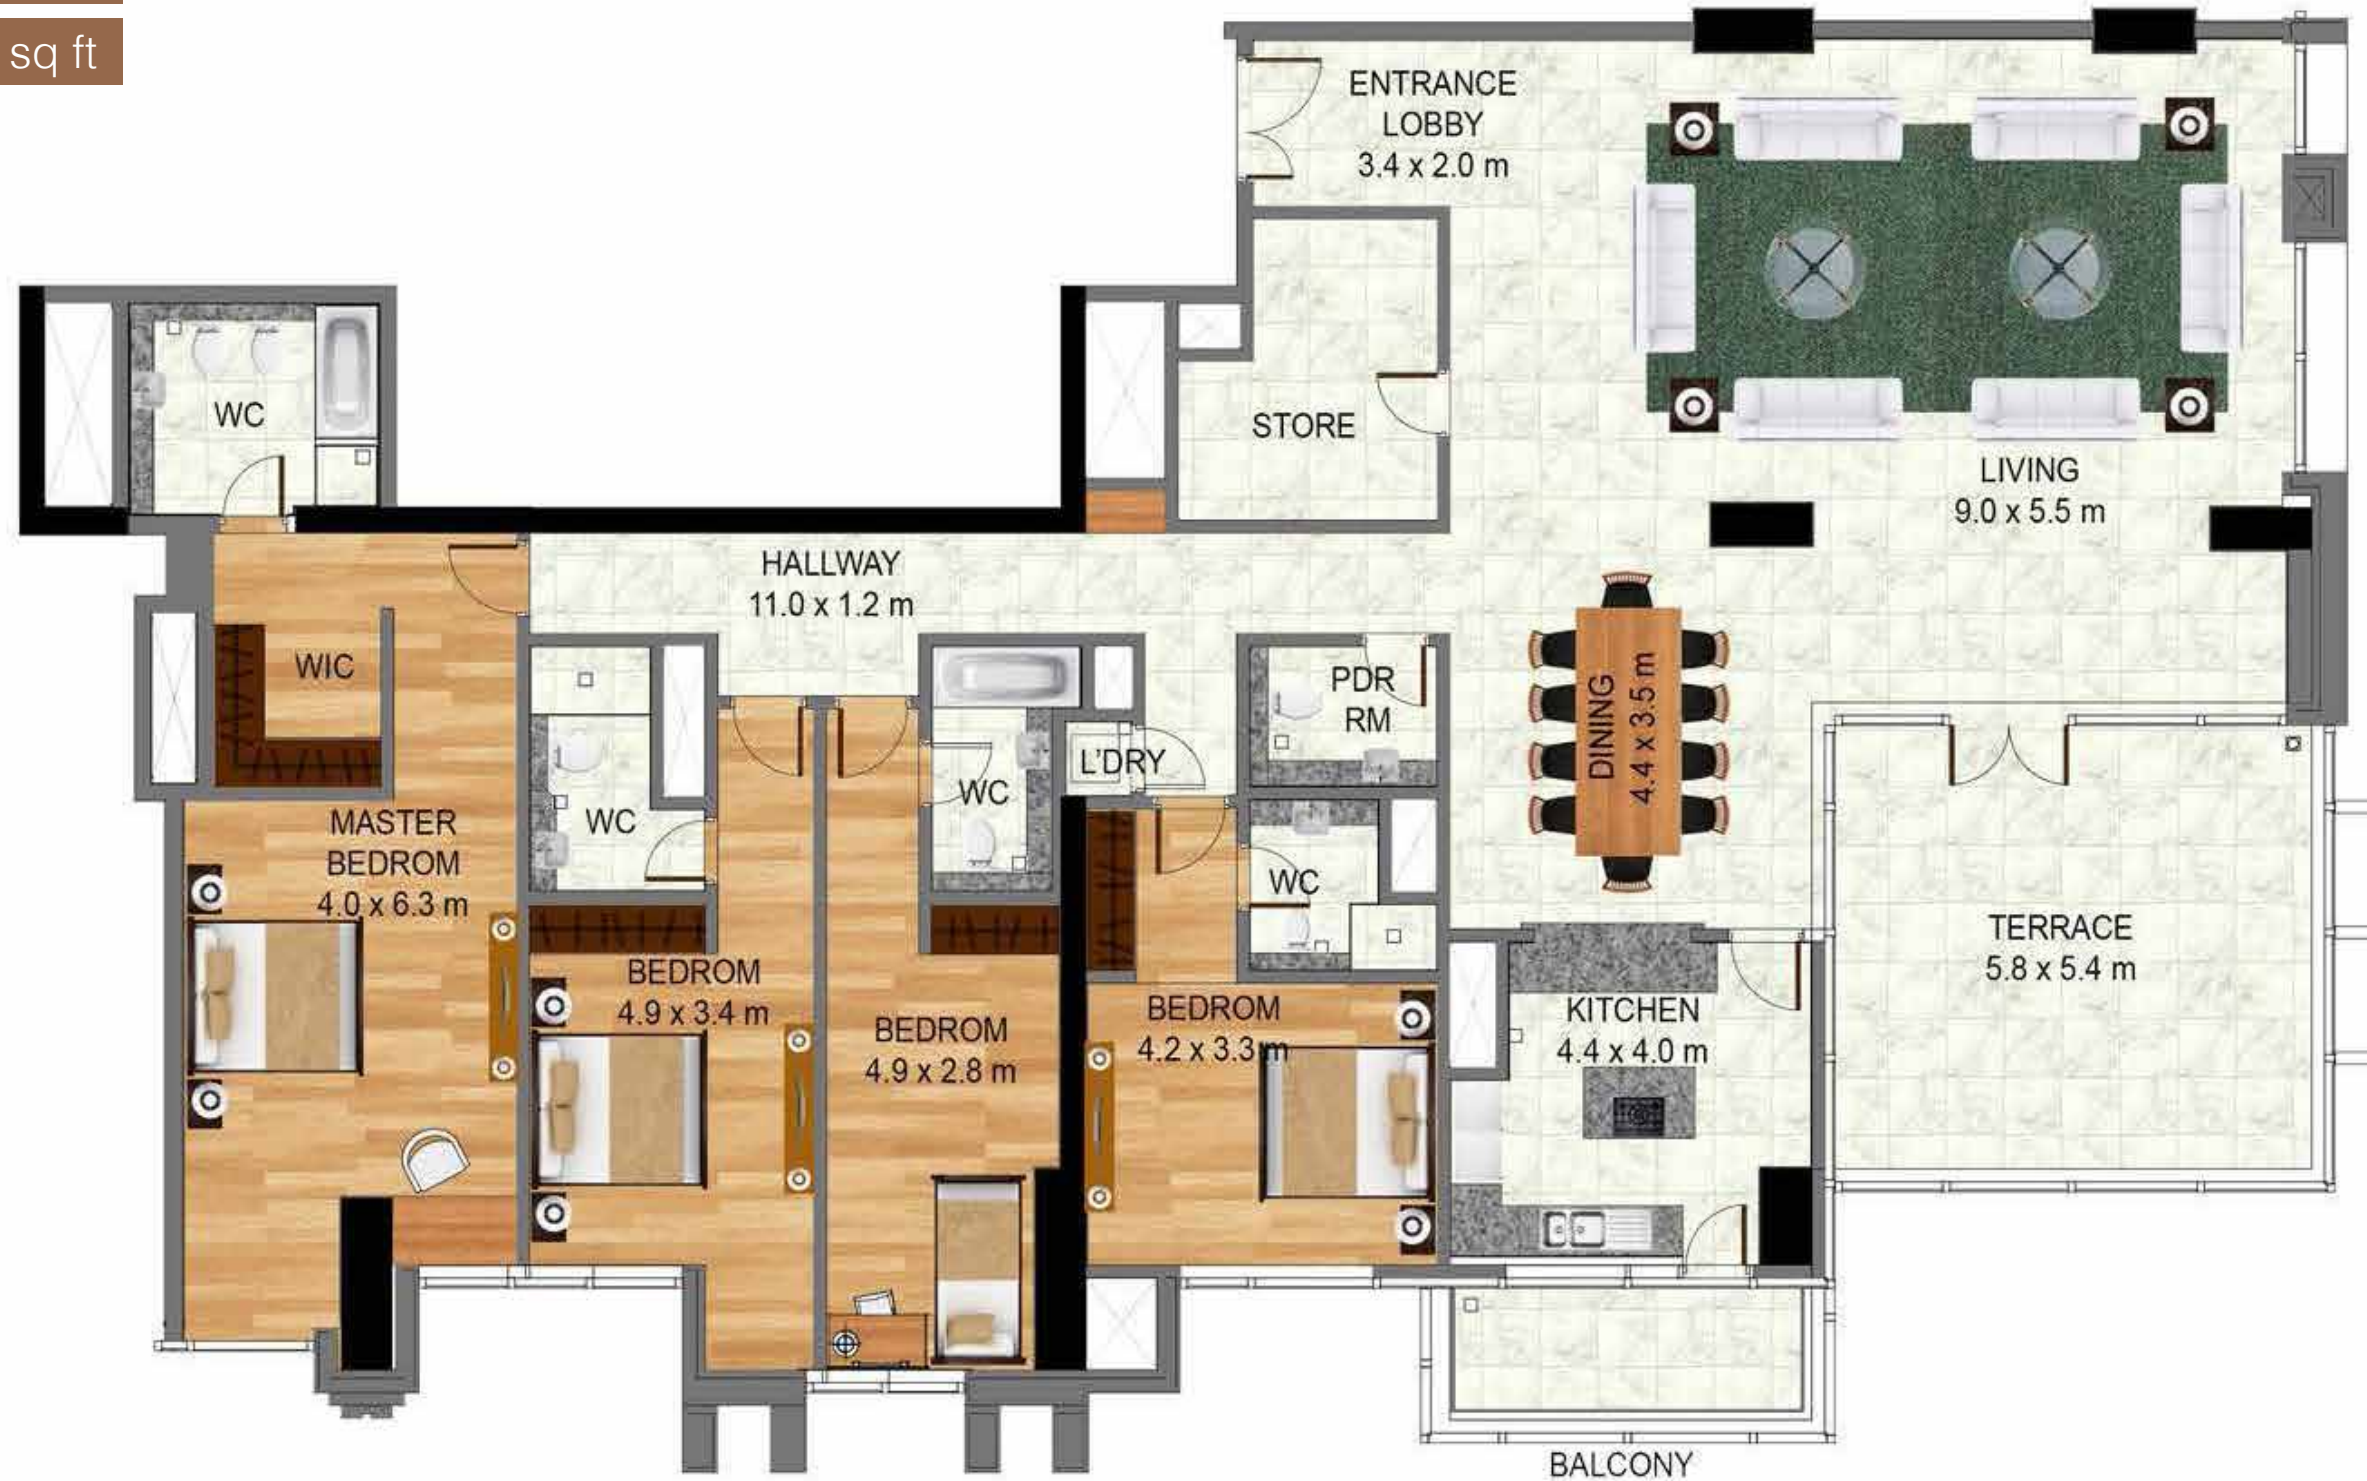 sq ft
ENTRANCE
LOBBY
3.4 x 2.0 m
WC
STORE
LIVING
9.0 x 5.5 m
HALLWAY
11.0 x 1.2 m
WIC
PDR
RM
DINING
4.4 x 3.5 m
L'DRY
WC
WC
WC
MASTER
BEDROM
4.0 x 6.3 m
BEDROM
4.9 x 3.4 m
BEDROM
4.9 x 2.8 m
BEDROM
4.2 x 3.3 m
KITCHEN
4.4 x 4.0 m
TERRACE
5.8 x 5.4 m
BALCONY